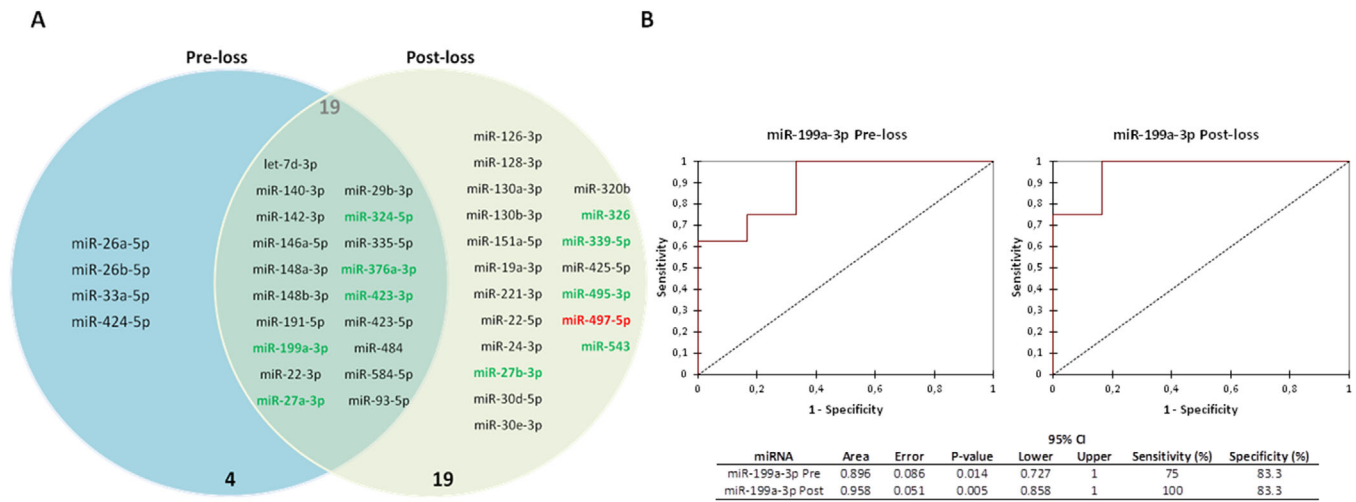 A
Pre-loss
Post-loss
19
miR-26a-5p
miR-26b-5p
miR-33a-5p
miR-424-5p
let-7d-3p
miR-140-3p
miR-142-3p
miR-146a-5p
miR-148a-3p
miR-148b-3p
miR-191-5p
miR-199a-3p
miR-22-3p
miR-27a-3p
miR-29b-3p
miR-324-5p
miR-335-5p
miR-376a-3p
miR-423-3p
miR-423-5p
miR-484
miR-584-5p
miR-93-5p
miR-126-3p
miR-128-3p
miR-130a-3p
miR-130b-3p
miR-151a-5p
miR-19a-3p
miR-221-3p
miR-22-5p
miR-24-3p
miR-27b-3p
miR-30d-5p
miR-30e-3p
miR-320b
miR-326
miR-339-5p
miR-425-5p
miR-495-3p
miR-497-5p
miR-543
4
19
B
miR-199a-3p Pre-loss
Sensitivity
1
0,9
0,8
0,7
0,6
0,5
0,4
0,3
0,2
0,1
0
0 0,2 0,4 0,6 0,8 1
1 - Specificity
miR-199a-3p Post-loss
Sensitivity
1
0,9
0,8
0,7
0,6
0,5
0,4
0,3
0,2
0,1
0
0 0,2 0,4 0,6 0,8 1
1 - Specificity
95% CI
miRNA Area Error P-value Lower Upper Sensitivity (%) Specificity (%)
miR-199a-3p Pre 0.896 0.086 0.014 0.727 1 75 83.3
miR-199a-3p Post 0.958 0.051 0.005 0.858 1 100 83.3